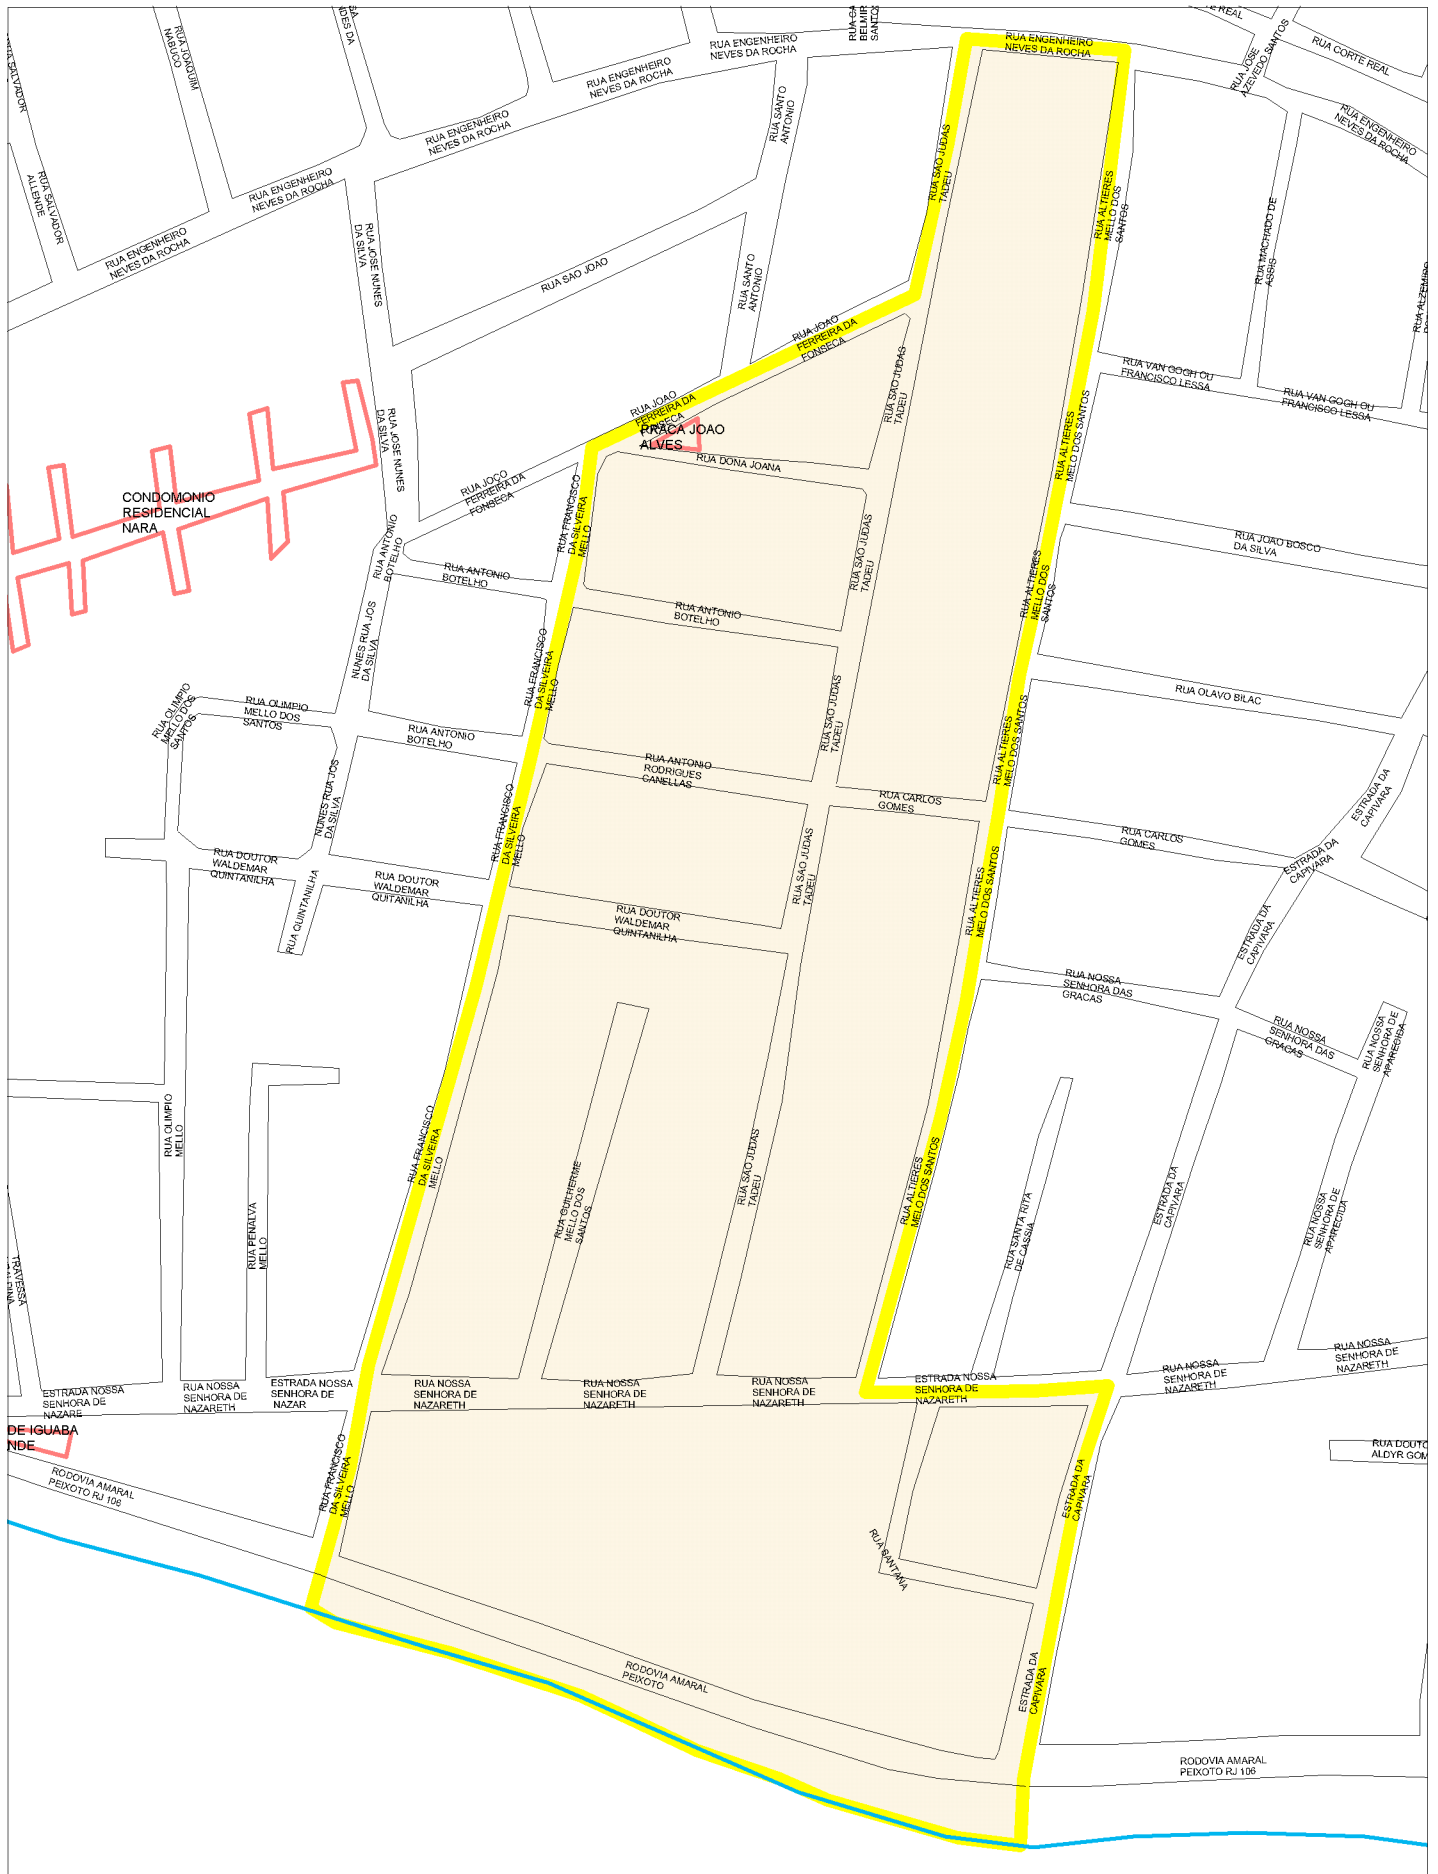 RUA JOAQUIM
NABUCO
RUA ENGENHEIRO
NEVES DA ROCHA
RUA ENGENHEIRO
NEVES DA ROCHA
RUA CORTE REAL
RUA JOSE
AZEVEDO SANTOS
RUA ENGENHEIRO
NEVES DA ROCHA
RUA ENGENHEIRO
NEVES DA ROCHA
RUA ENGENHEIRO
NEVES DA ROCHA
RUA SANTO
ANTONIO
RUA SAO JUDAS
TADEU
RUA SALVADOR
ALLENDE
RUA ENGENHEIRO
NEVES DA ROCHA
RUA ENGENHEIRO
NEVES DA ROCHA
RUA JOSE NUNES
DA SILVA
RUA SAO JOAO
RUA SANTO
ANTONIO
RUA ALTIERES
MELLO DOS
SANTOS
RUA MACHADO DE
ASSIS
RUA JOAO
FERREIRA DA
FONSECA
RUA VAN GOGH OU
FRANCISCO LESSA
RUA VAN GOGH OU
FRANCISCO LESSA
RUA SAO JUDAS
TADEU
RUA JOAO
FERREIRA DA
FONSECA
PRACA JOAO
ALVES
RUA JOSE NUNES
DA SILVA
RUA ALTIERES
MELO DOS SANTOS
RUA DONA JOANA
CONDOMONIO
RESIDENCIAL
NARA
RUA JOCO
FERREIRA DA
FONSECA
RUA FRANCISCO
DA SILVEIRA
MELLO
RUA ANTONIO
BOTELHO
RUA ANTONIO
BOTELHO
RUA SAO JUDAS
TADEU
RUA JOAO BOSCO
DA SILVA
RUA ALTIERES
MELLO DOS
SANTOS
RUA ANTONIO
BOTELHO
NUNES RUA JOS
DA SILVA
RUA FRANCISCO
DA SILVEIRA
MELLO
RUA OLIMPIO
MELLO DOS
SANTOS
RUA OLIMPIO
MELLO DOS
SANTOS
RUA OLAVO BILAC
RUA SAO JUDAS
TADEU
RUA ALTIERES
MELO DOS SANTOS
RUA ANTONIO
BOTELHO
RUA ANTONIO
RODRIGUES
CANELLAS
NUNES RUA JOS
DA SILVA
RUA CARLOS
GOMES
ESTRADA DA
CAPIVARA
RUA FRANCISCO
DA SILVEIRA
MELLO
RUA CARLOS
GOMES
ESTRADA DA
CAPIVARA
RUA DOUTOR
WALDEMAR
QUINTANILHA
RUA DOUTOR
WALDEMAR
QUITANILHA
RUA QUINTANILHA
RUA SAO JUDAS
TADEU
RUA ALTIERES
MELO DOS SANTOS
RUA DOUTOR
WALDEMAR
QUINTANILHA
ESTRADA DA
CAPIVARA
RUA NOSSA
SENHORA DAS
GRACAS
RUA NOSSA
SENHORA DAS
GRACAS
RUA NOSSA
SENHORA DE
APARECIDA
RUA OLIMPIO
MELLO
RUA FRANCISCO
DA SILVEIRA
MELLO
RUA GUILHERME
MELLO DOS
SANTOS
RUA SAO JUDAS
TADEU
RUA ALTIERES
MELO DOS SANTOS
RUA SANTA RITA
DE CASSIA
ESTRADA DA
CAPIVARA
RUA NOSSA
SENHORA DE
APARECIDA
RUA PENALVA
MELLO
TRAVESSA
ESTRADA NOSSA
SENHORA DE
NAZARE
RUA NOSSA
SENHORA DE
NAZARETH
ESTRADA NOSSA
SENHORA DE
NAZAR
RUA NOSSA
SENHORA DE
NAZARETH
RUA NOSSA
SENHORA DE
NAZARETH
RUA NOSSA
SENHORA DE
NAZARETH
ESTRADA NOSSA
SENHORA DE
NAZARETH
RUA NOSSA
SENHORA DE
NAZARETH
RUA NOSSA
SENHORA DE
NAZARETH
DE IGUABA
NDE
RODOVIA AMARAL
PEIXOTO RJ 106
RUA FRANCISCO
DA SILVEIRA
MELLO
ESTRADA DA
CAPIVARA
ALDYR GOM
RUA SANTANA
RODOVIA AMARAL
PEIXOTO
ESTRADA DA
CAPIVARA
RODOVIA AMARAL
PEIXOTO RJ 106